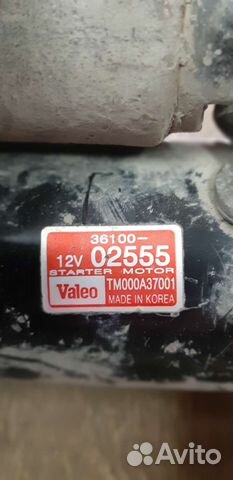 36100-
12V 02555
STARTER MOTOR
Valeo TM000A37001
MADE IN KOREA
Avito